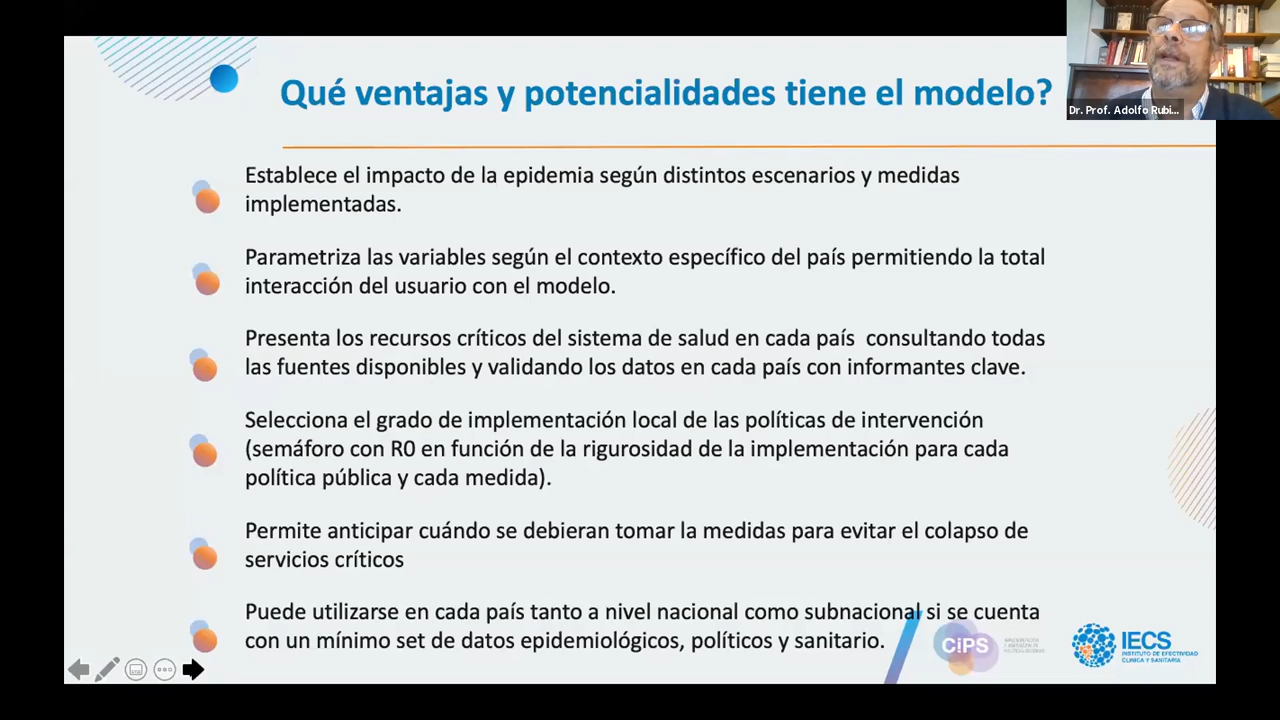 Qué ventajas y potencialidades tiene el modelo?
Dr. Prof. Adolfo Rubi...
Establece el impacto de la epidemia según distintos escenarios y medidas
implementadas.
Parametriza las variables según el contexto específico del país permitiendo la total
interacción del usuario con el modelo.
Presenta los recursos críticos del sistema de salud en cada país consultando todas
las fuentes disponibles y validando los datos en cada país con informantes clave.
Selecciona el grado de implementación local de las políticas de intervención
(semáforo con R0 en función de la rigurosidad de la implementación para cada
política pública y cada medida).
Permite anticipar cuándo se debieran tomar la medidas para evitar el colapso de
servicios críticos
Puede utilizarse en cada país tanto a nivel nacional como subnacional si se cuenta
con un mínimo set de datos epidemiológicos, políticos y sanitario.
CiPS
IECS
INSTITUTO DE EFECTIVIDAD
CLÍNICA Y SANITARIA